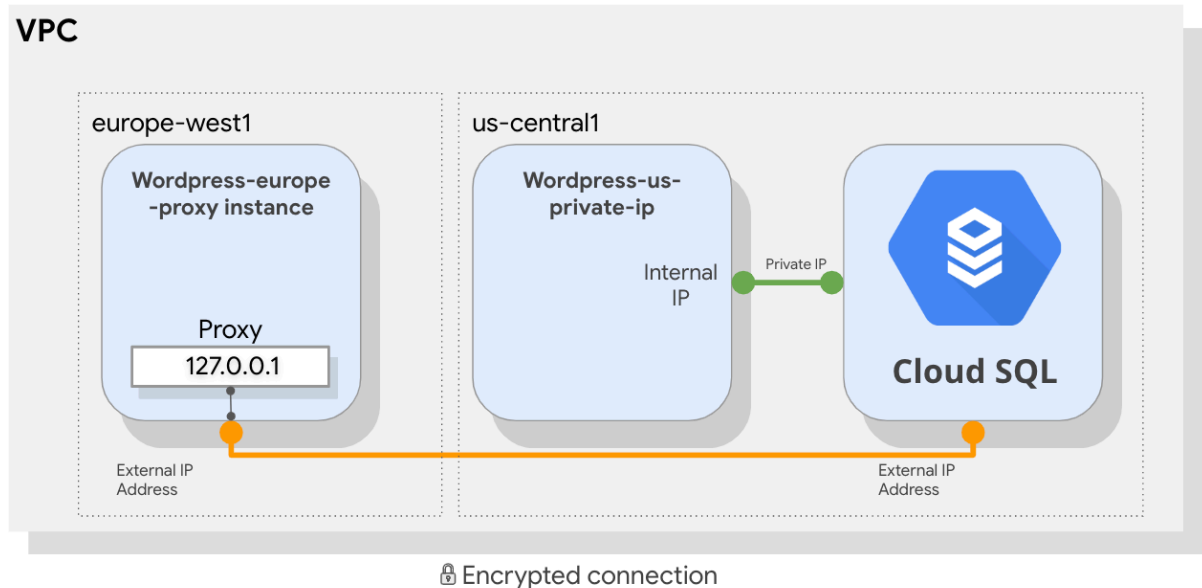 VPC
europe-west1
Wordpress-europe
-proxy instance
Proxy
127.0.0.1
External IP
Address
us-central1
Wordpress-us-
private-ip
Internal
IP
Private IP
Cloud SQL
External IP
Address
Encrypted connection